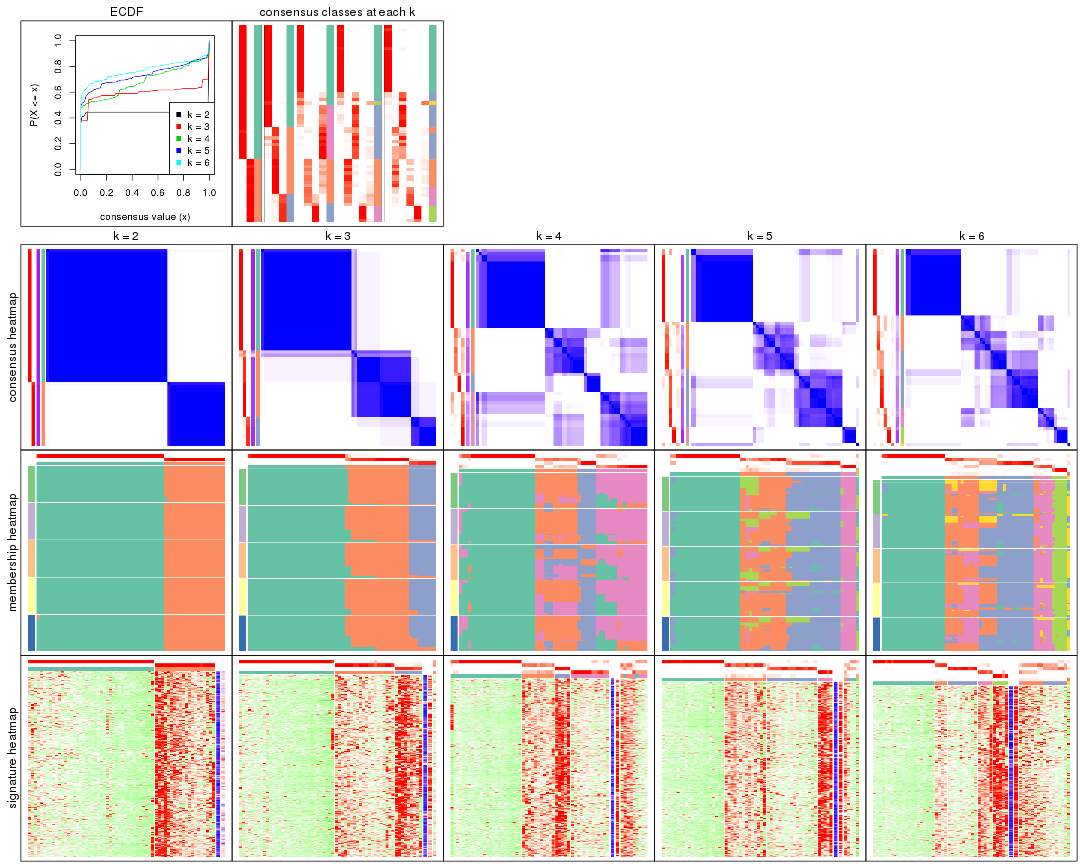 ECDF
consensus classes at each k
P(X <= x)
0.0 0.2 0.4 0.6 0.8 1.0
k = 2
k = 3
k = 4
k = 5
k = 6
0.0 0.2 0.4 0.6 0.8 1.0
consensus value (x)
k = 2
k = 3
k = 4
k = 5
k = 6
consensus heatmap
membership heatmap
signature heatmap